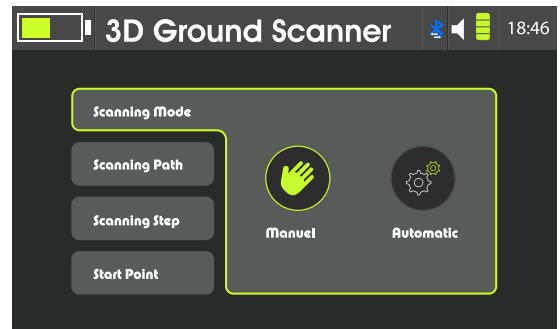 3D Ground Scanner 18:46
Scanning Mode
Scanning Path
Scanning Step
Start Point
Manuel
Automatic